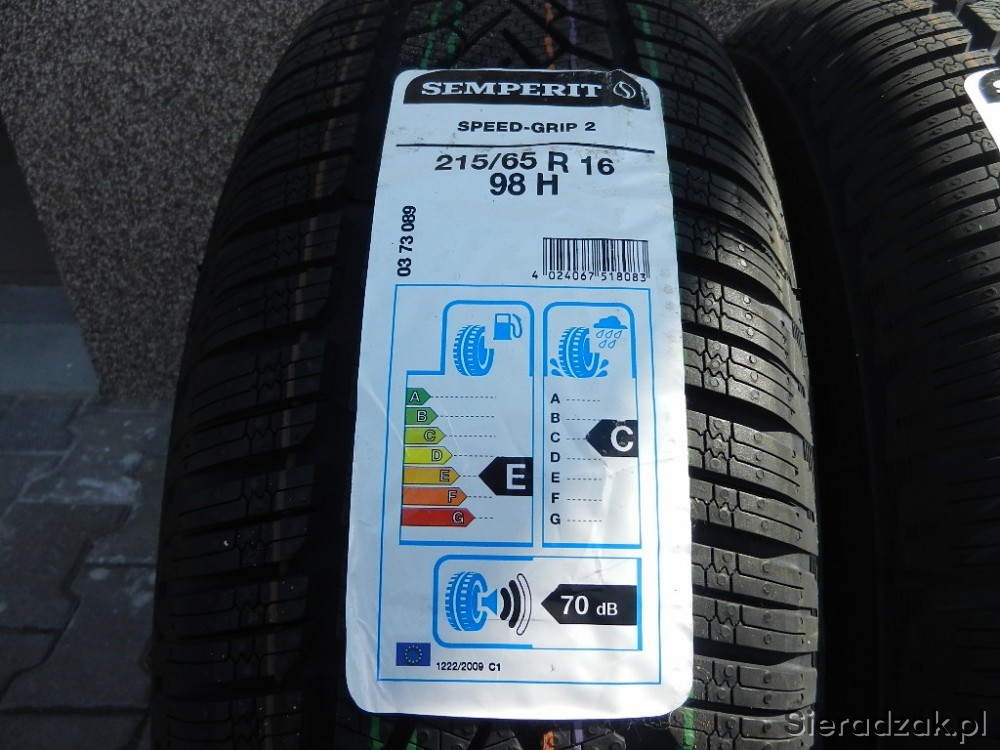 SEMPERIT
SPEED-GRIP 2
215/65 R 16
98 H
03 73 089
4 024067 518083
A
B
C
D
E
F
G
E
A
B
C
D
E
F
G
C
70 dB
1222/2009 C1
Sieradzak.pl